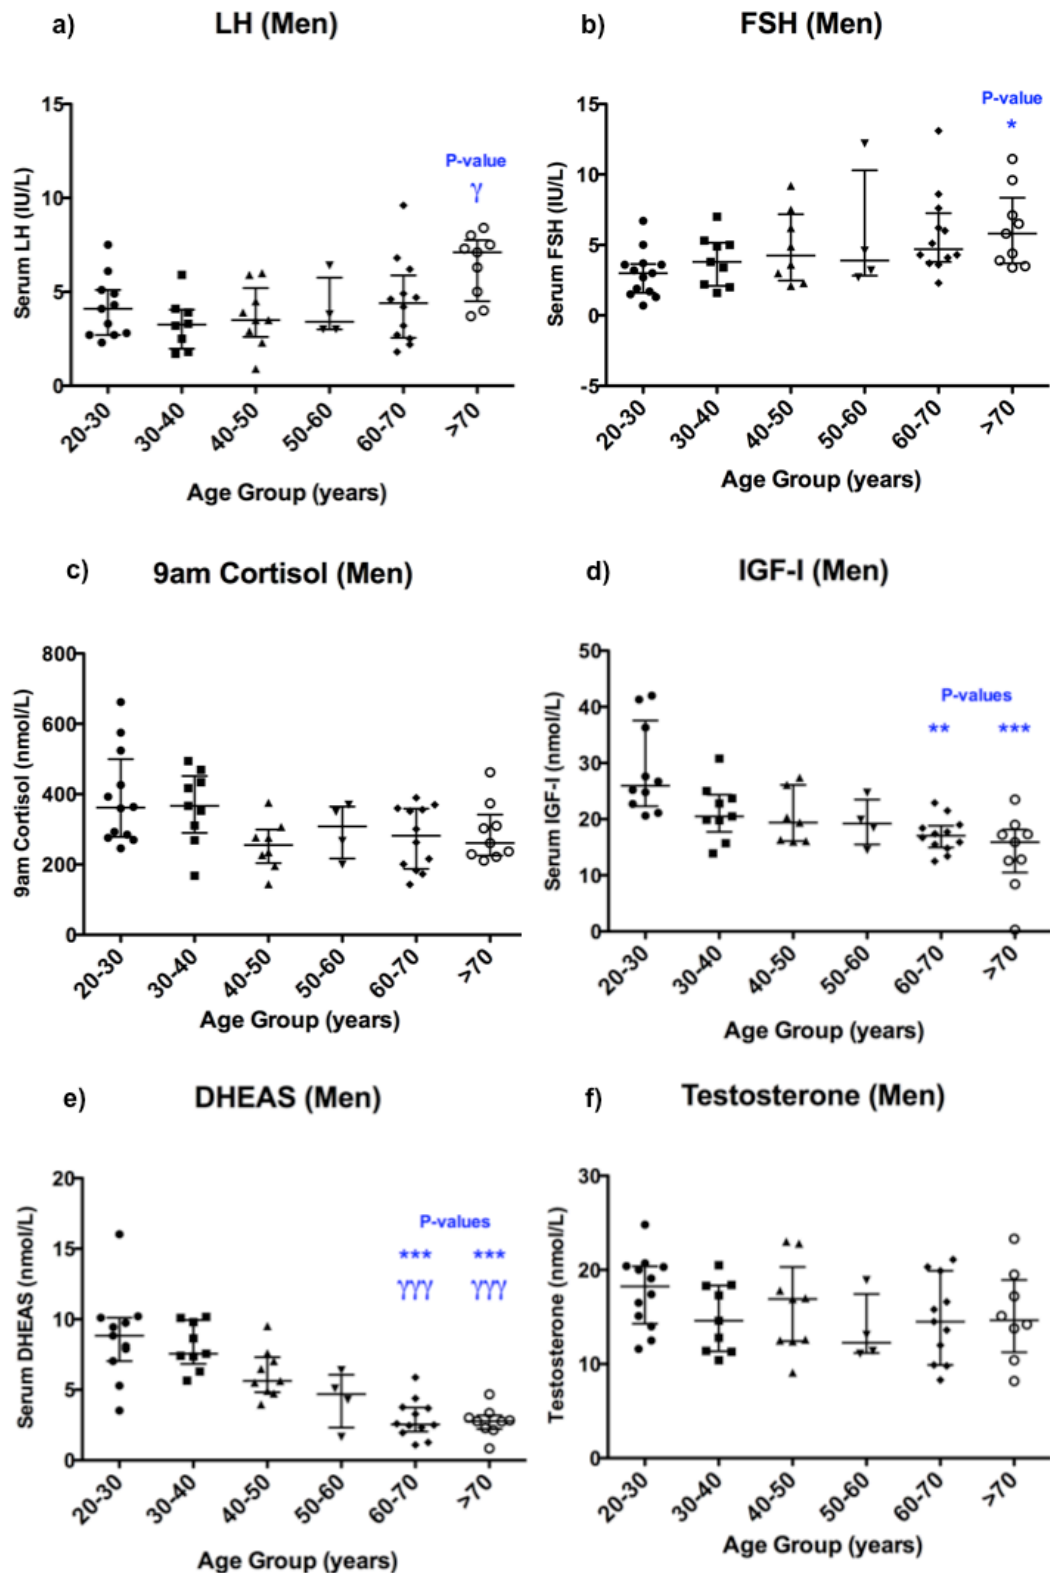 a) LH (Men)
Serum LH (IU/L)
15
10
5
0
P-value
γ
20-30
30-40
40-50
50-60
60-70
>70
Age Group (years)
b) FSH (Men)
Serum FSH (IU/L)
15
10
5
0
-5
P-value
*
20-30
30-40
40-50
50-60
60-70
>70
Age Group (years)
c) 9am Cortisol (Men)
9am Cortisol (nmol/L)
800
600
400
200
0
20-30
30-40
40-50
50-60
60-70
>70
Age Group (years)
d) IGF-I (Men)
Serum IGF-I (nmol/L)
50
40
30
20
10
0
P-values
** ***
20-30
30-40
40-50
50-60
60-70
>70
Age Group (years)
e) DHEAS (Men)
Serum DHEAS (nmol/L)
20
15
10
5
0
P-values
*** ***
γγγ γγγ
20-30
30-40
40-50
50-60
60-70
>70
Age Group (years)
f) Testosterone (Men)
Testosterone (nmol/L)
30
20
10
0
20-30
30-40
40-50
50-60
60-70
>70
Age Group (years)